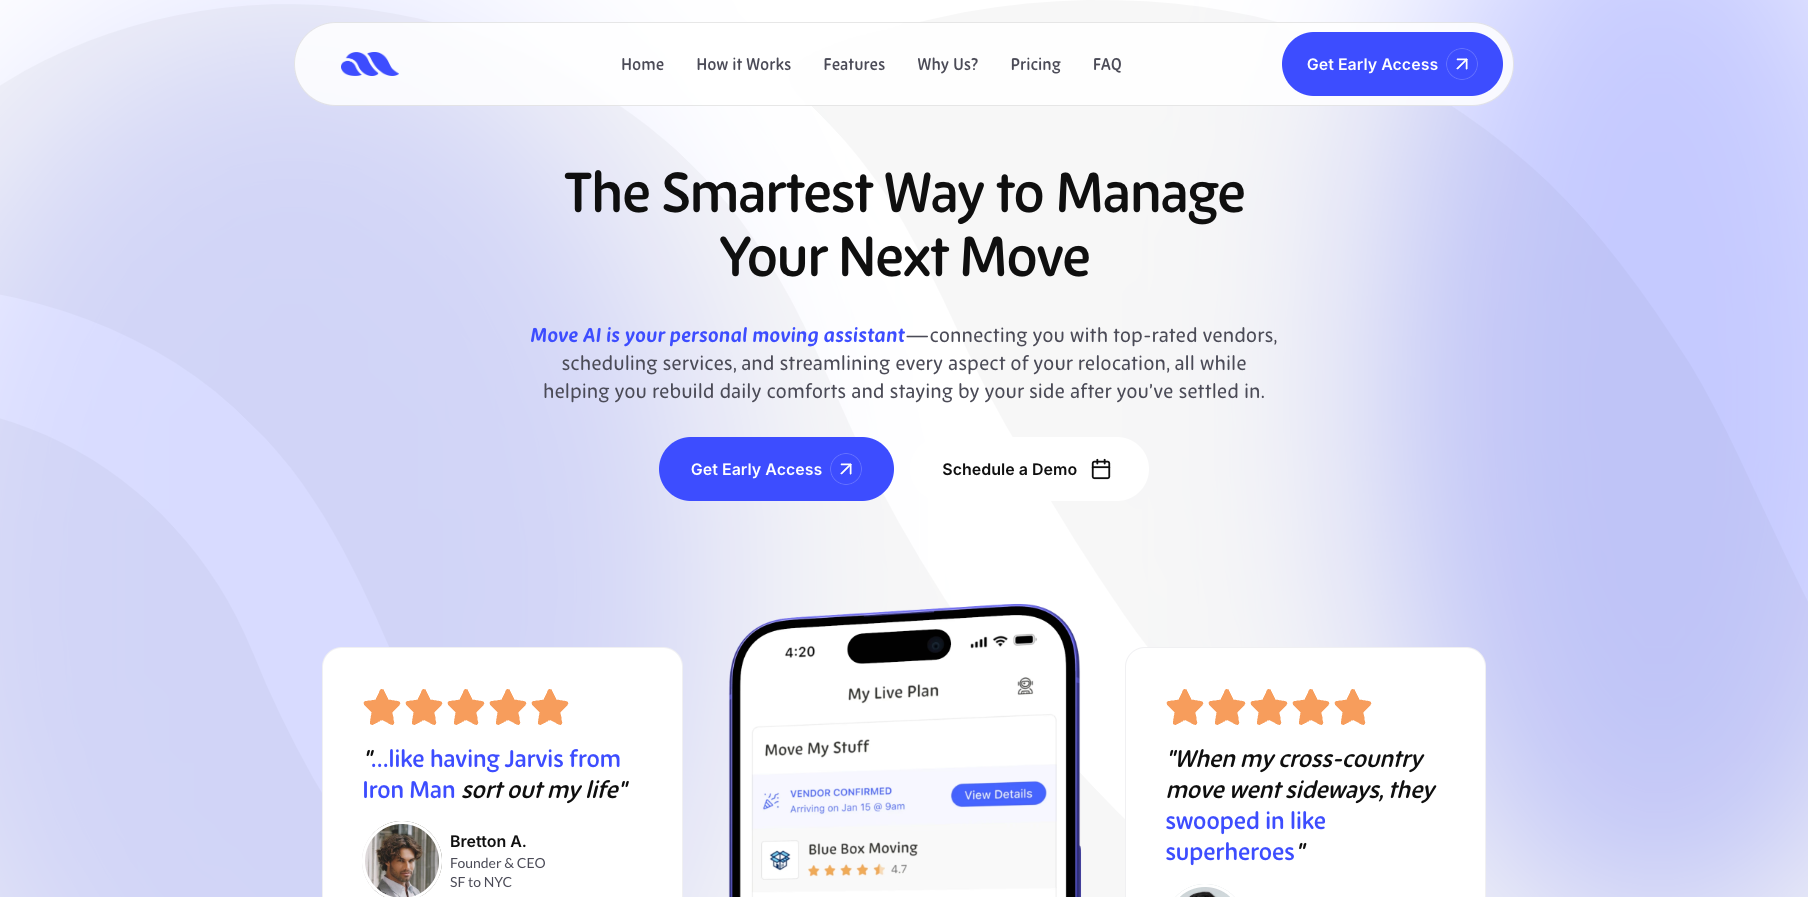 Home How it Works Features Why Us? Pricing FAQ Get Early Access
The Smartest Way to Manage
Your Next Move
Move AI is your personal moving assistant—connecting you with top-rated vendors,
scheduling services, and streamlining every aspect of your relocation, all while
helping you rebuild daily comforts and staying by your side after you've settled in.
Get Early Access Schedule a Demo
"...like having Jarvis from
Iron Man sort out my life"
Bretton A.
Founder & CEO
SF to NYC
4:20
My Live Plan
Move My Stuff
VENDOR CONFIRMED
Arriving on Jan 15 @ 9am
View Details
Blue Box Moving
4.7
"When my cross-country
move went sideways, they
swooped in like
superheroes"